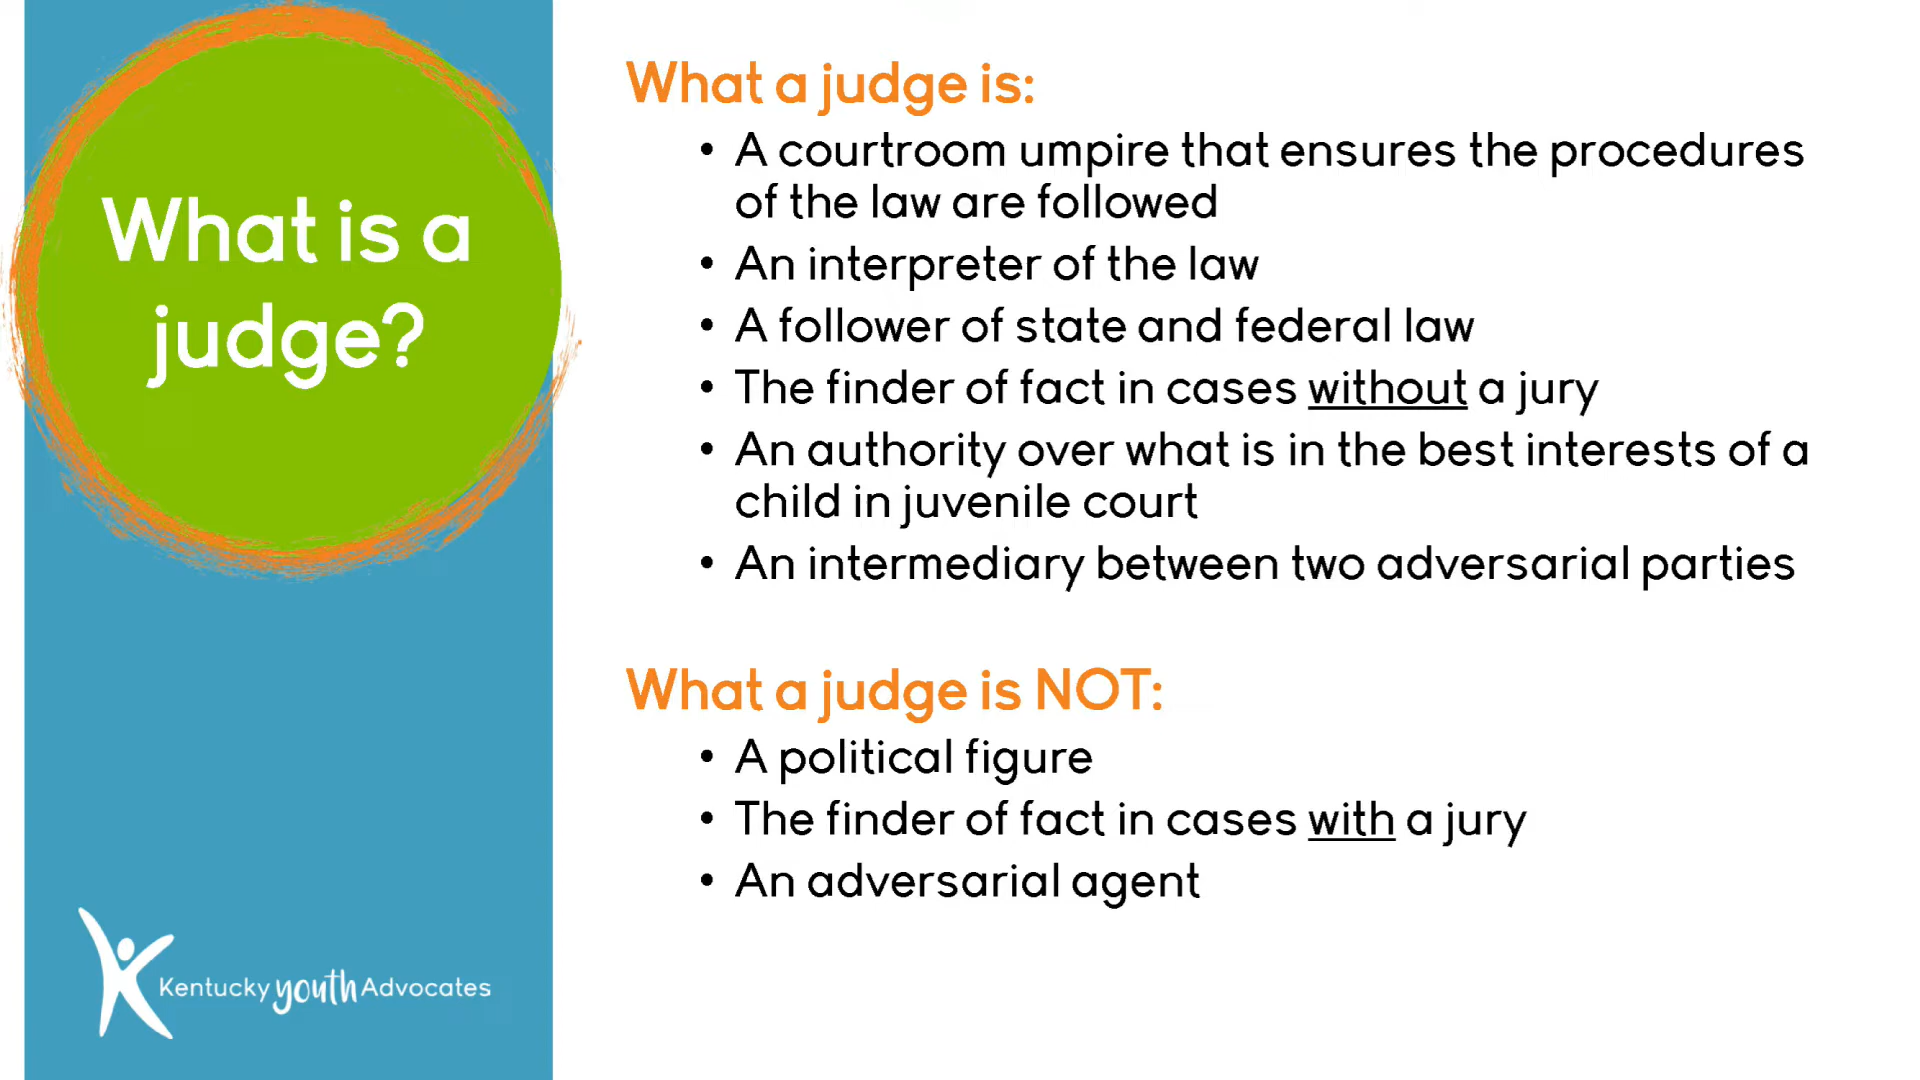 What is a
judge?
What a judge is:
• A courtroom umpire that ensures the procedures
of the law are followed
• An interpreter of the law
• A follower of state and federal law
• The finder of fact in cases without a jury
• An authority over what is in the best interests of a
child in juvenile court
• An intermediary between two adversarial parties
What a judge is NOT:
• A political figure
• The finder of fact in cases with a jury
• An adversarial agent
Kentucky youth Advocates